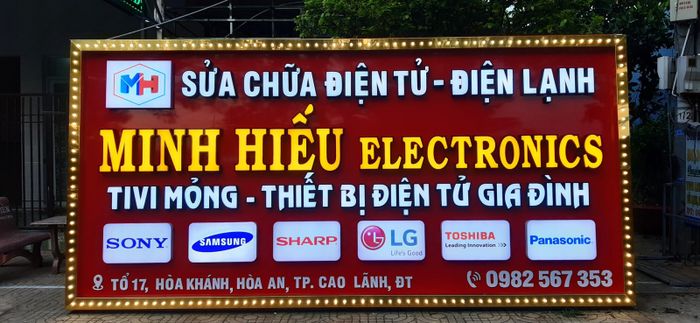 MH
SỬA CHỮA ĐIỆN TỬ - ĐIỆN LẠNH
MINH HIẾU ELECTRONICS
TIVI MỎNG - THIẾT BỊ ĐIỆN TỬ GIA ĐÌNH
SONY SAMSUNG SHARP LG TOSHIBA Panasonic
Life's Good Leading Innovation >>>
TỔ 17, HÒA KHÁNH, HÒA AN, TP. CAO LÃNH, ĐT 0982 567 353